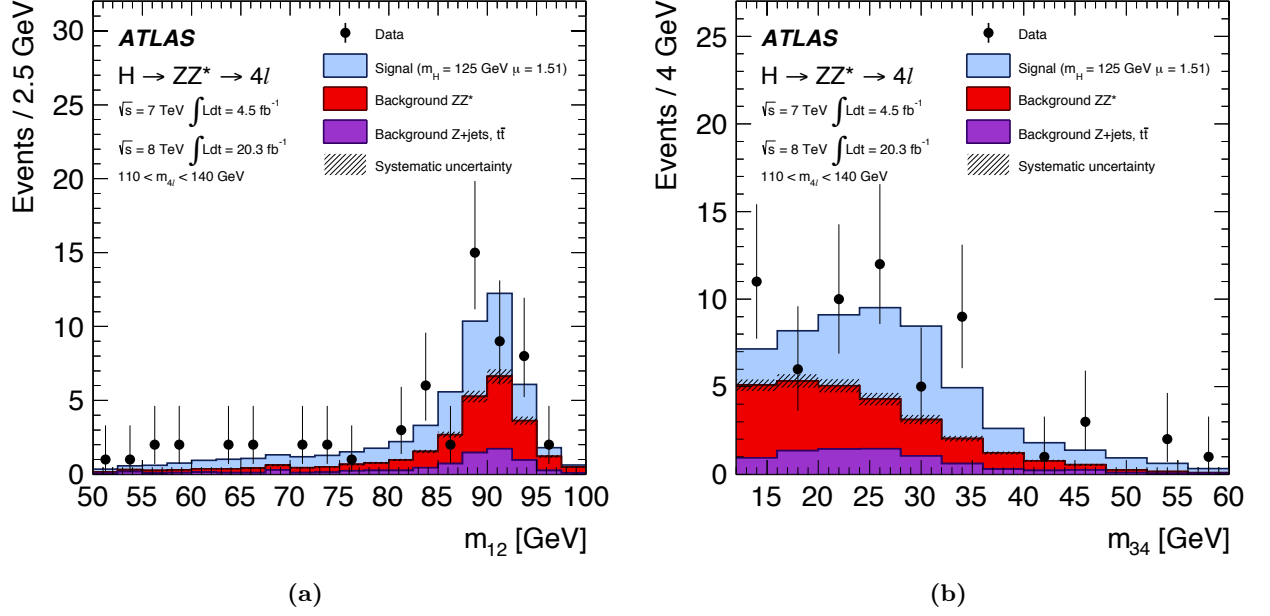 Events / 2.5 GeV
30
25
20
15
10
5
0
ATLAS
H → ZZ* → 4l
√s = 7 TeV ∫Ldt = 4.5 fb⁻¹
√s = 8 TeV ∫Ldt = 20.3 fb⁻¹
110 < m4l < 140 GeV
Data
Signal (mH = 125 GeV μ = 1.51)
Background ZZ*
Background Z+jets, tt̄
Systematic uncertainty
50 55 60 65 70 75 80 85 90 95 100
m12 [GeV]
(a)
Events / 4 GeV
25
20
15
10
5
0
ATLAS
H → ZZ* → 4l
√s = 7 TeV ∫Ldt = 4.5 fb⁻¹
√s = 8 TeV ∫Ldt = 20.3 fb⁻¹
110 < m4l < 140 GeV
Data
Signal (mH = 125 GeV μ = 1.51)
Background ZZ*
Background Z+jets, tt̄
Systematic uncertainty
15 20 25 30 35 40 45 50 55 60
m34 [GeV]
(b)